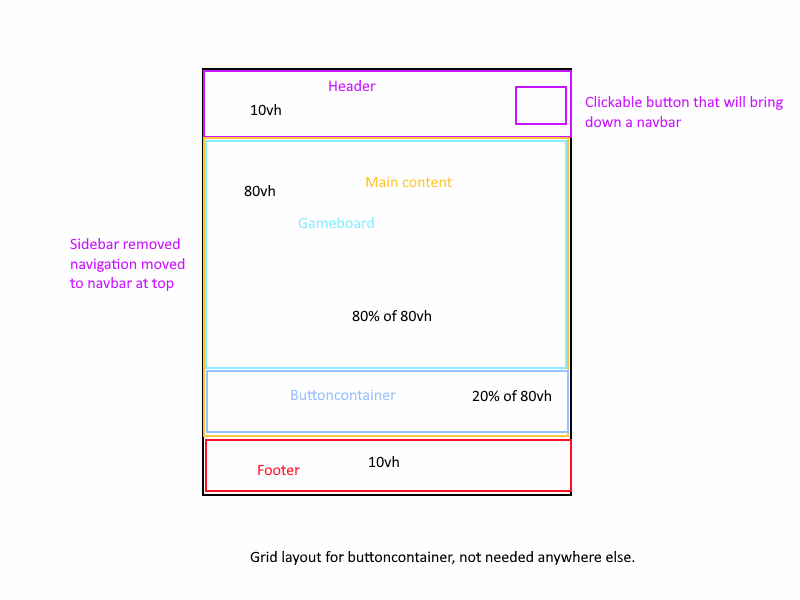 Header
10vh
Clickable button that will bring
down a navbar
Main content
80vh
Gameboard
Sidebar removed
navigation moved
to navbar at top
80% of 80vh
Buttoncontainer
20% of 80vh
10vh
Footer
Grid layout for buttoncontainer, not needed anywhere else.